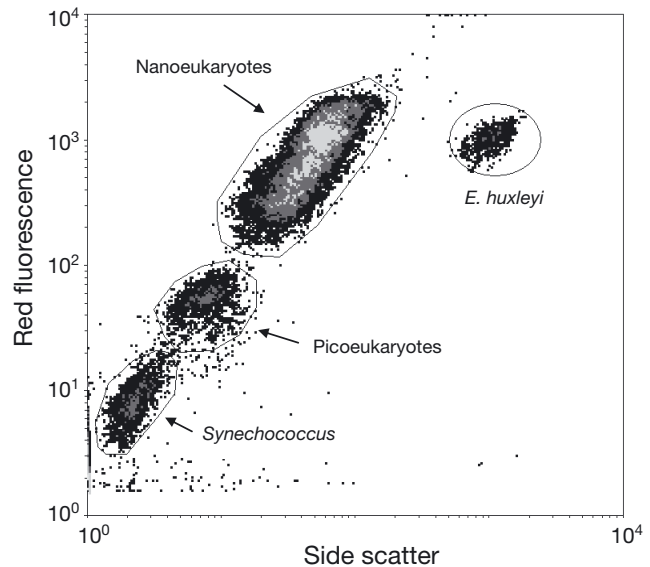 10⁴
Nanoeukaryotes
10³
E. huxleyi
10²
Red fluorescence
Picoeukaryotes
10¹
Synechococcus
10⁰
10⁰
10⁴
Side scatter